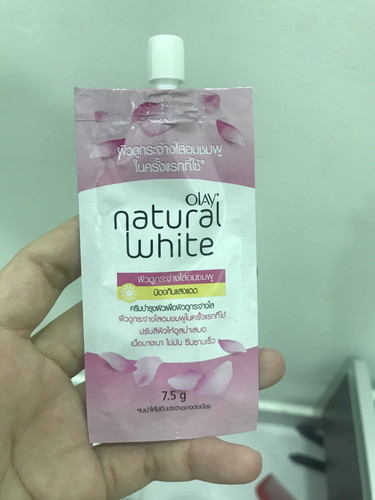 ผิวดูกระจ่างใสอมชมพู
ในครั้งแรกที่ใช้*
OLAY
natural
white
ผิวดูกระจ่างใสอมชมพู
ป้องกันแสงแดด
ครีมบำรุงผิวเพื่อผิวดูกระจ่างใส
ผิวดูกระจ่างใสอมชมพูในครั้งแรกที่ใช้*
ปรับสีผิวให้ดูสม่ำเสมอ
เนื้อบางเบา ไม่มัน ซึมซาบเร็ว
7.5 g